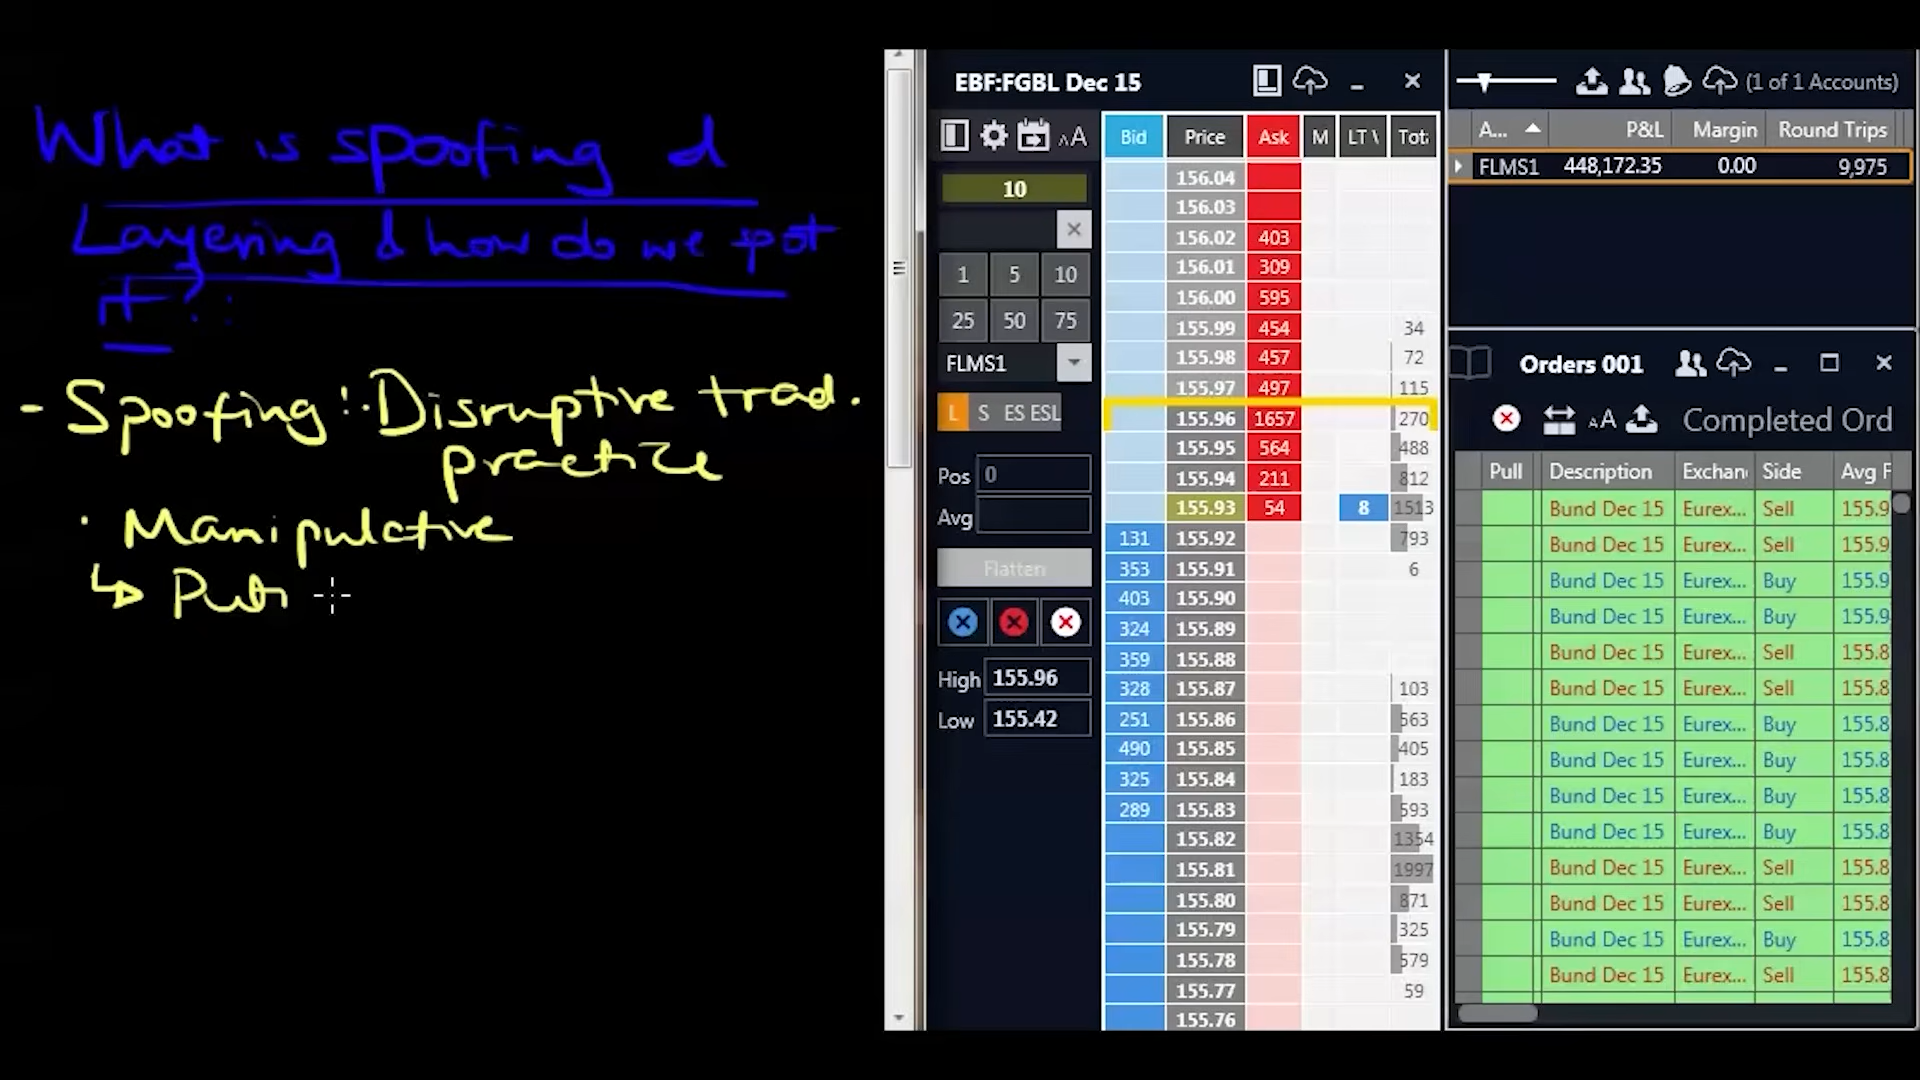 What is spoofing &
Layering & how do we spot
it?
- Spoofing: Disruptive trad.
practice
· Manipulative
EBF:FGBL Dec 15
Bid Price Ask M LT V Tot
10
156.04
156.03
156.02 403
156.01 309
156.00 595
155.99 454 34
155.98 457 72
155.97 497 115
155.96 1657 270
155.95 564 488
155.94 211 812
155.93 54 8 1513
131 155.92 793
353 155.91 6
403 155.90
324 155.89
359 155.88
328 155.87 103
251 155.86 563
490 155.85 405
325 155.84 183
289 155.83 593
155.82 1354
155.81 1997
155.80 871
155.79 325
155.78 579
155.77 59
155.76
1 5 10
25 50 75
FLMS1
L S ES ESL
Pos 0
Avg
Flatten
High 155.96
Low 155.42
(1 of 1 Accounts)
A... P&L Margin Round Trips
FLMS1 448,172.35 0.00 9,975
Orders 001
AA Completed Ord
Pull Description Exchan Side Avg F
Bund Dec 15 Eurex... Sell 155.9
Bund Dec 15 Eurex... Sell 155.9
Bund Dec 15 Eurex... Buy 155.9
Bund Dec 15 Eurex... Buy 155.9
Bund Dec 15 Eurex... Sell 155.8
Bund Dec 15 Eurex... Sell 155.8
Bund Dec 15 Eurex... Buy 155.8
Bund Dec 15 Eurex... Buy 155.8
Bund Dec 15 Eurex... Buy 155.8
Bund Dec 15 Eurex... Buy 155.8
Bund Dec 15 Eurex... Sell 155.8
Bund Dec 15 Eurex... Sell 155.8
Bund Dec 15 Eurex... Buy 155.8
Bund Dec 15 Eurex... Sell 155.8